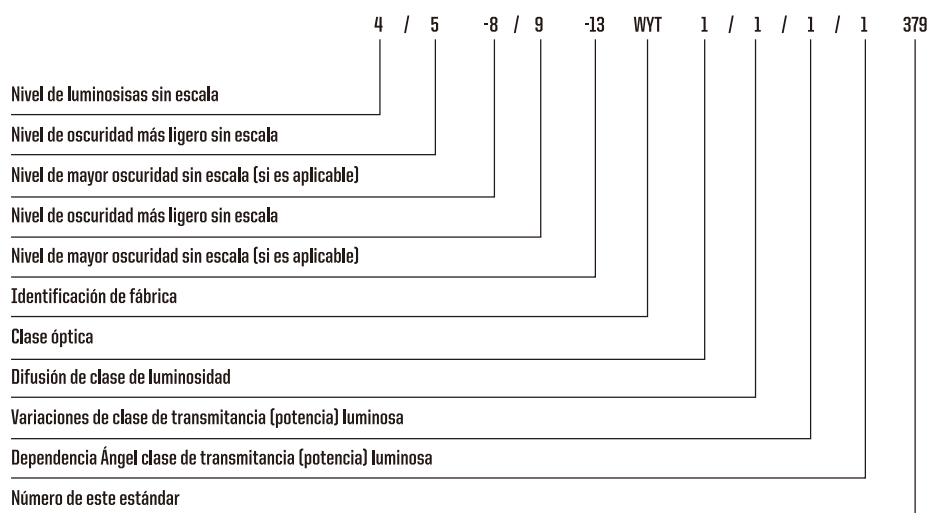 4 / 5 -8 / 9 -13 WYT 1 / 1 / 1 / 1 379
Nivel de luminosisas sin escala
Nivel de oscuridad más ligero sin escala
Nivel de mayor oscuridad sin escala (si es aplicable)
Nivel de oscuridad más ligero sin escala
Nivel de mayor oscuridad sin escala (si es aplicable)
Identificación de fábrica
Clase óptica
Difusión de clase de luminosidad
Variaciones de clase de transmitancia (potencia) luminosa
Dependencia Ángel clase de transmitancia (potencia) luminosa
Número de este estándar